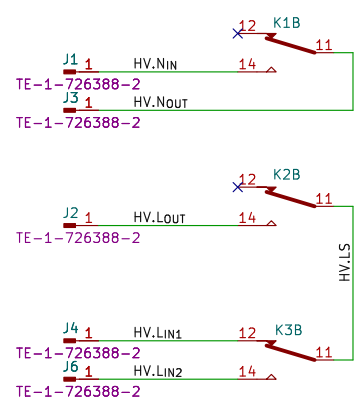 12 K1B
11
J1 1 HV.NIN 14
TE-1-726388-2
J3 1 HV.NOUT
TE-1-726388-2
12 K2B
11
J2 1 HV.LOUT 14
TE-1-726388-2
HV.LS
J4 1 HV.LIN1 12 K3B
TE-1-726388-2 11
J6 1 HV.LIN2 14
TE-1-726388-2